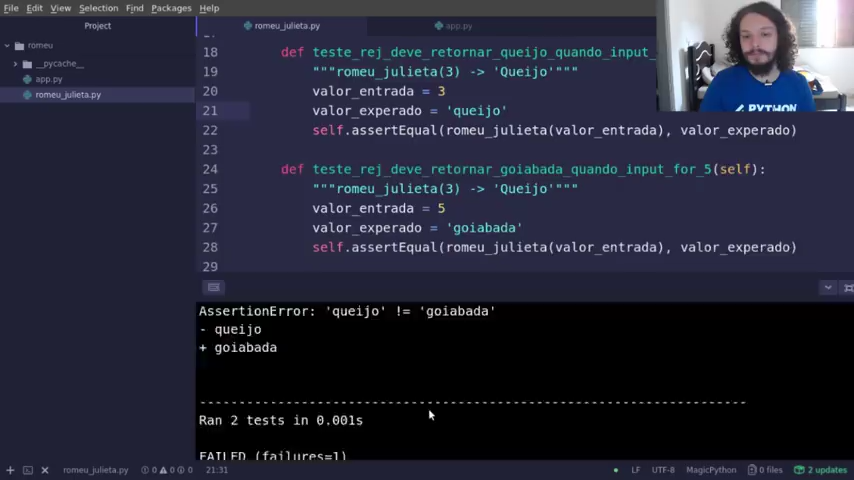 File Edit View Selection Find Packages Help
Project
romeu_julieta.py
app.py
romeu
__pycache__
app.py
romeu_julieta.py
18 def teste_rej_deve_retornar_queijo_quando_input_
19 """romeu_julieta(3) -> 'Queijo'"""
20 valor_entrada = 3
21 valor_experado = 'queijo'
22 self.assertEqual(romeu_julieta(valor_entrada), valor_experado)
23
24 def teste_rej_deve_retornar_goiabada_quando_input_for_5(self):
25 """romeu_julieta(3) -> 'Queijo'"""
26 valor_entrada = 5
27 valor_experado = 'goiabada'
28 self.assertEqual(romeu_julieta(valor_entrada), valor_experado)
29
PYTHON
AssertionError: 'queijo' != 'goiabada'
- queijo
+ goiabada
----------------------------------------------------------------------
Ran 2 tests in 0.001s
FAILED (failures=1)
romeu_julieta.py 0 0 0 21:31 LF UTF-8 MagicPython 0 files 2 updates